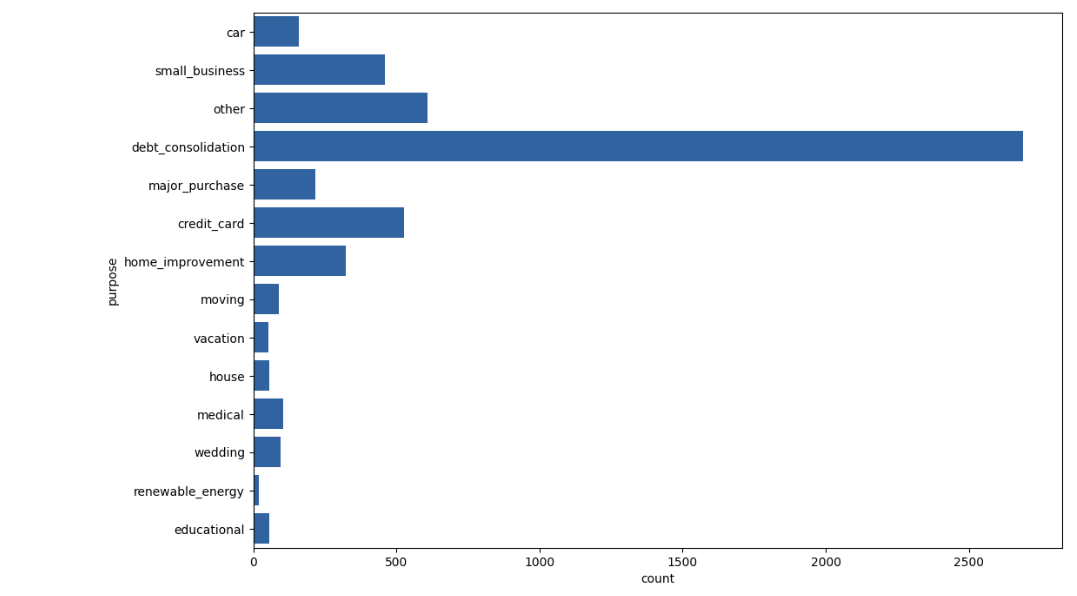 car
small_business
other
debt_consolidation
major_purchase
credit_card
home_improvement
purpose
moving
vacation
house
medical
wedding
renewable_energy
educational
0 500 1000 1500 2000 2500
count